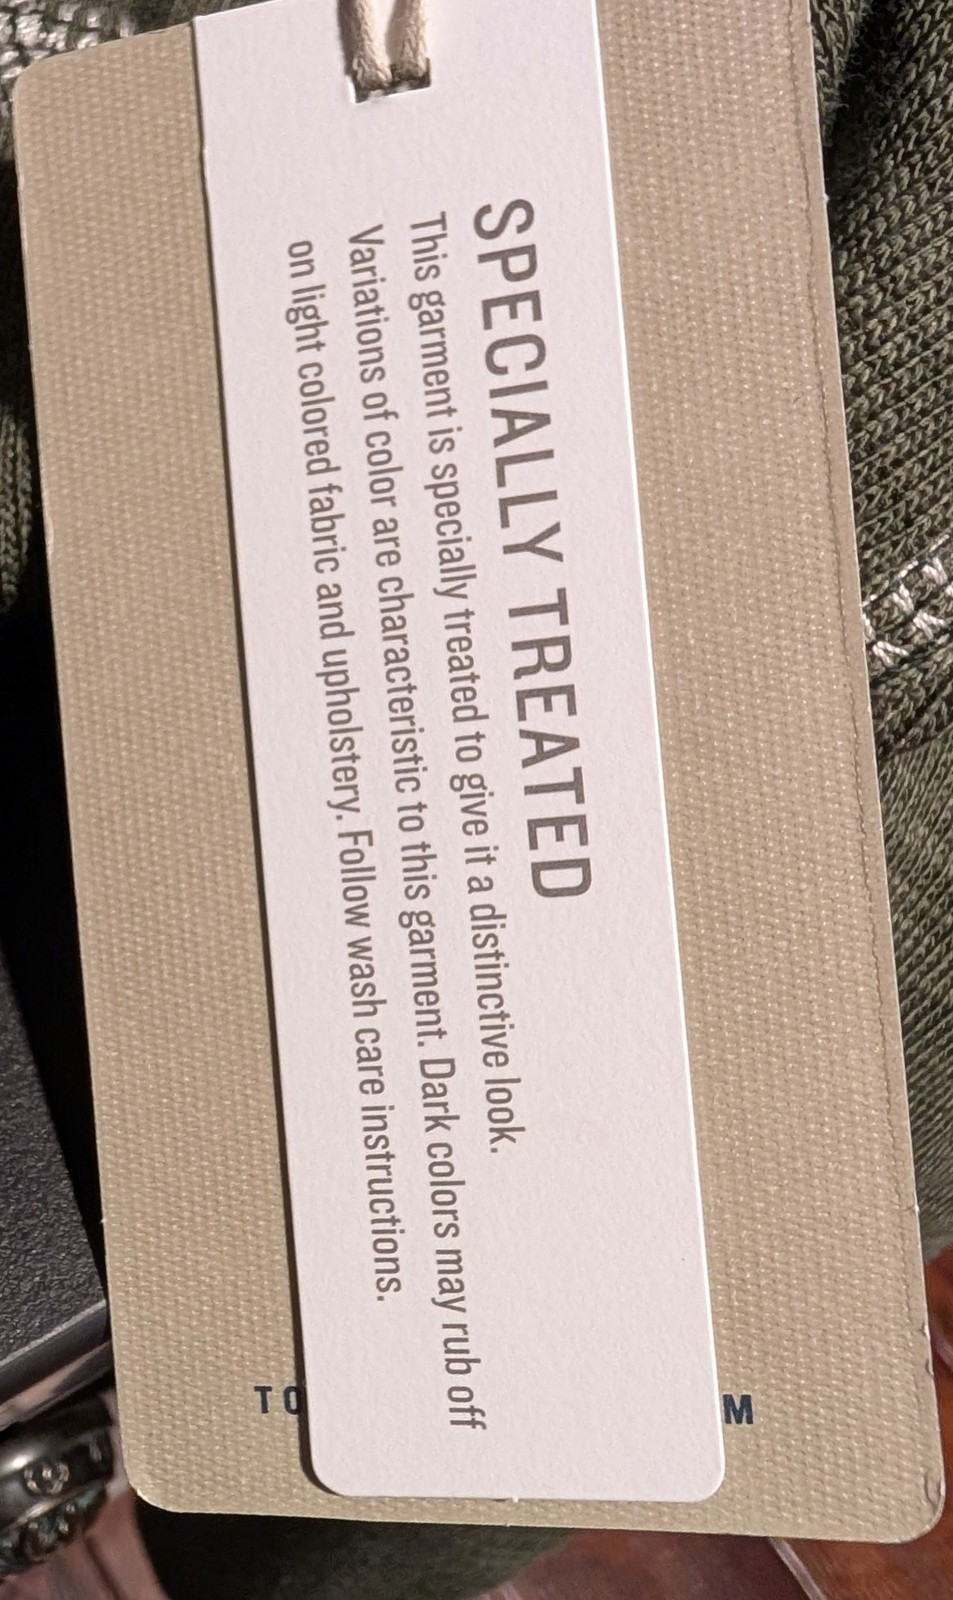 SPECIALLY TREATED
This garment is specially treated to give it a distinctive look.
Variations of color are characteristic to this garment. Dark colors may rub off
on light colored fabric and upholstery. Follow wash care instructions.
TO M